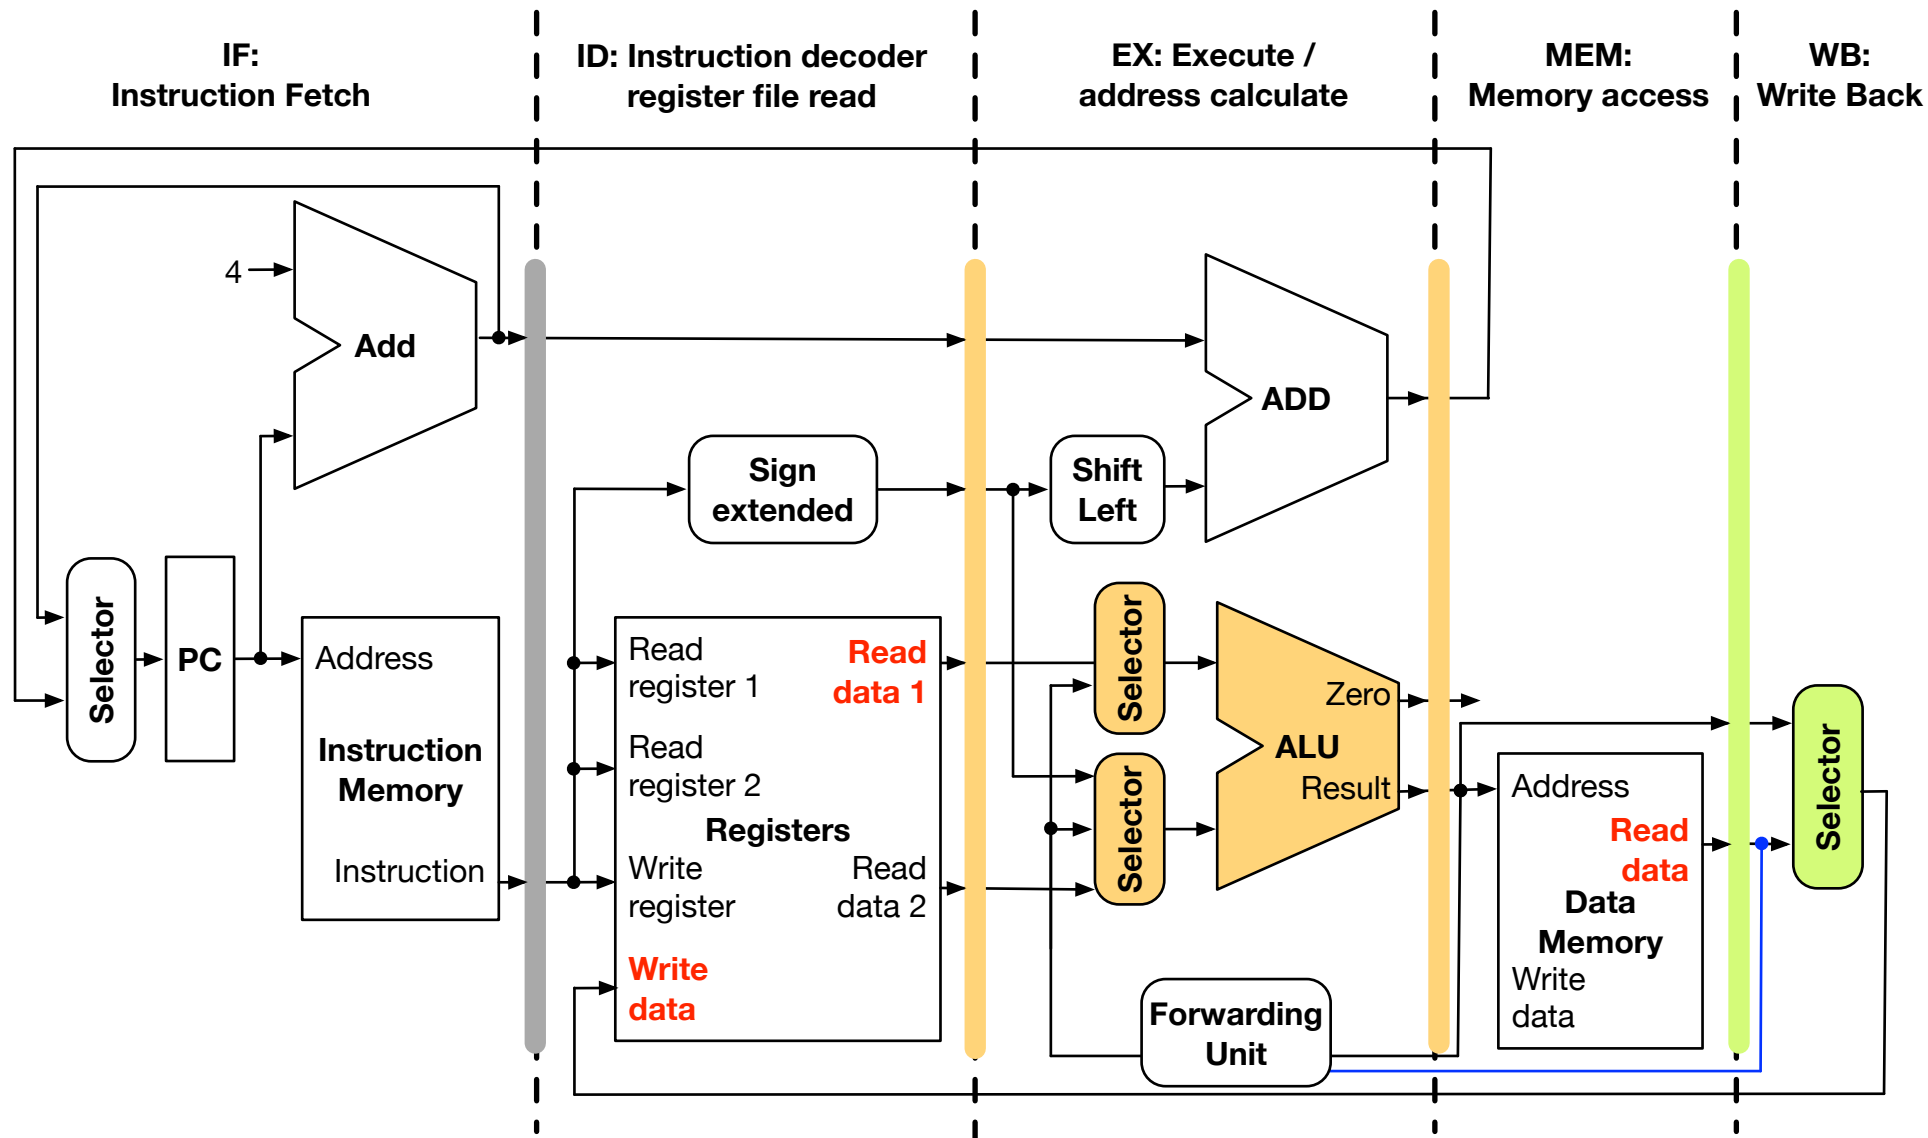 IF:
Instruction Fetch
ID: Instruction decoder
register file read
EX: Execute /
address calculate
MEM:
Memory access
WB:
Write Back
4
Add
ADD
Sign
extended
Shift
Left
Selector
PC
Address
Instruction
Memory
Instruction
Read
register 1
Read
data 1
Read
register 2
Registers
Write
register
Read
data 2
Write
data
Selector
Selector
Zero
ALU
Result
Forwarding
Unit
Address
Read
data
Data
Memory
Write
data
Selector